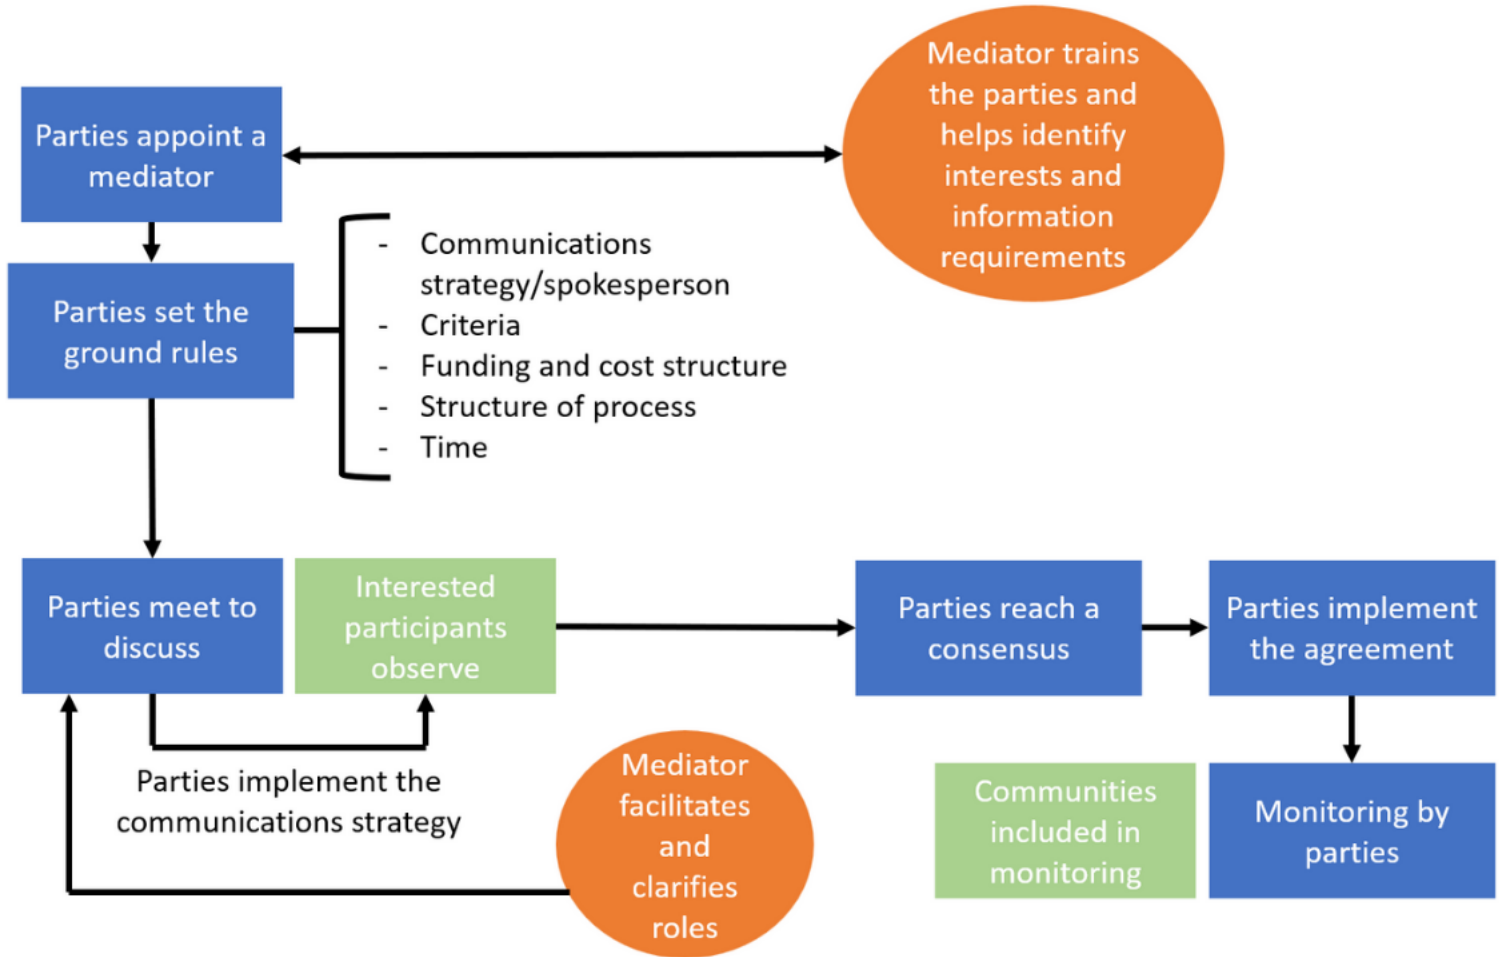 Parties appoint a
mediator
Mediator trains
the parties and
helps identify
interests and
information
requirements
Parties set the
ground rules
- Communications
strategy/spokesperson
- Criteria
- Funding and cost structure
- Structure of process
- Time
Parties meet to
discuss
Interested
participants
observe
Parties reach a
consensus
Parties implement
the agreement
Parties implement the
communications strategy
Mediator
facilitates
and
clarifies
roles
Communities
included in
monitoring
Monitoring by
parties